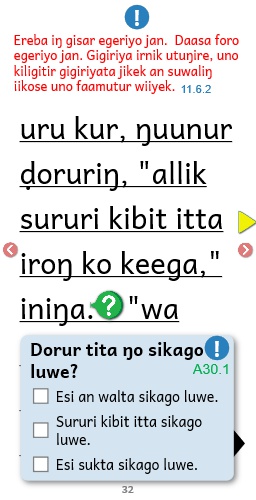 Ereba iŋ gisar egeriyo jan. Daasa foro
egeriyo jan. Gigiriya irnik utuŋire, uno
kiligitir gigiriyata jikek an suwaliŋ
iikose uno faamutur wiiyek. 11.6.2
uru kur, ŋuunur
ḍoruriŋ, "allik
sururi kibit itta
iroŋ ko keega,"
iniŋa. ? "wa
Dorur tita ŋo sikago
luwe?
A30.1
Esi an walta sikago luwe.
Sururi kibit itta sikago
luwe.
Esi sukta sikago luwe.
32